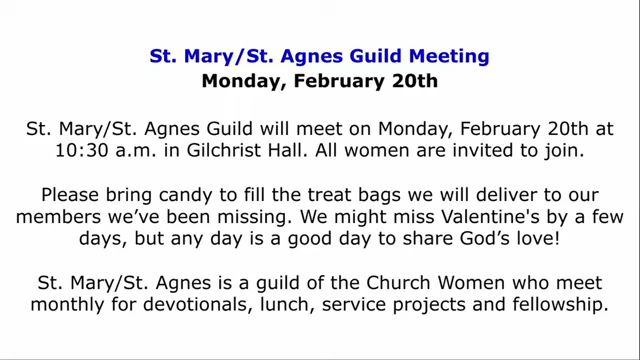 St. Mary/St. Agnes Guild Meeting
Monday, February 20th
St. Mary/St. Agnes Guild will meet on Monday, February 20th at
10:30 a.m. in Gilchrist Hall. All women are invited to join.
Please bring candy to fill the treat bags we will deliver to our
members we’ve been missing. We might miss Valentine's by a few
days, but any day is a good day to share God’s love!
St. Mary/St. Agnes is a guild of the Church Women who meet
monthly for devotionals, lunch, service projects and fellowship.